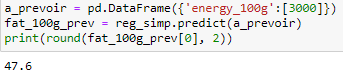 a_prevoir = pd.DataFrame({'energy_100g':[3000]})
fat_100g_prev = reg_simp.predict(a_prevoir)
print(round(fat_100g_prev[0], 2))
47.6